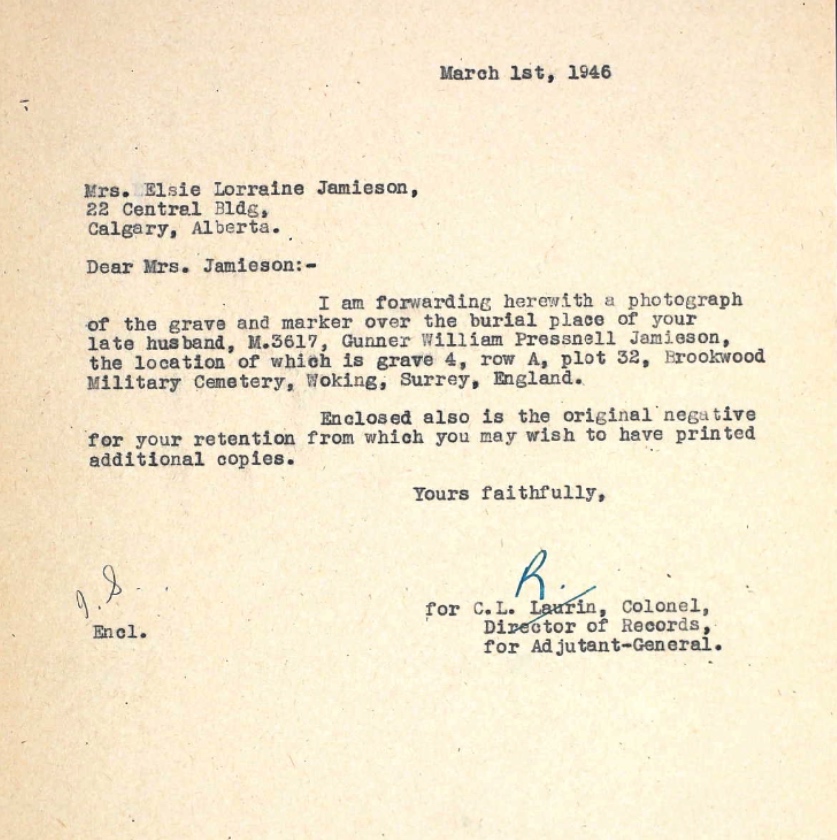 March 1st, 1946
Mrs. Elsie Lorraine Jamieson,
22 Central Bldg,
Calgary, Alberta.
Dear Mrs. Jamieson:-
I am forwarding herewith a photograph
of the grave and marker over the burial place of your
late husband, M.3617, Gunner William Pressnell Jamieson,
the location of which is grave 4, row A, plot 32, Brookwood
Military Cemetery, Woking, Surrey, England.
Enclosed also is the original negative
for your retention from which you may wish to have printed
additional copies.
Yours faithfully,
R.
for C.L. Laurin, Colonel,
Director of Records,
for Adjutant-General.
Encl.